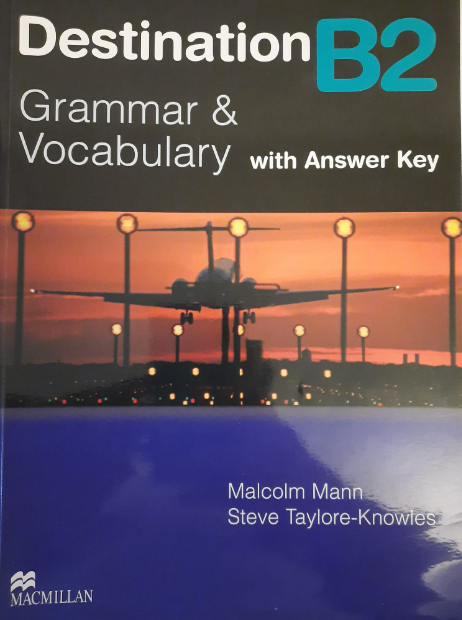 Destination B2
Grammar &
Vocabulary with Answer Key
Malcolm Mann
Steve Taylore-Knowles
MACMILLAN